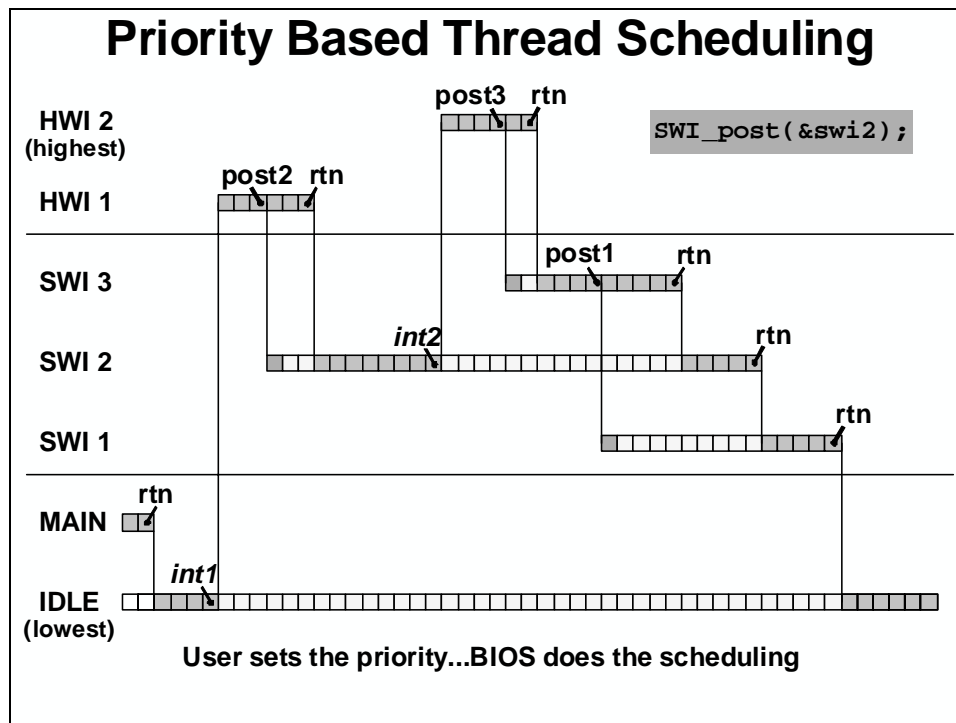 Priority Based Thread Scheduling
post3 rtn
HWI 2
(highest)
SWI_post(&swi2);
post2 rtn
HWI 1
post1 rtn
SWI 3
int2
rtn
SWI 2
rtn
SWI 1
rtn
MAIN
int1
IDLE
(lowest)
User sets the priority...BIOS does the scheduling